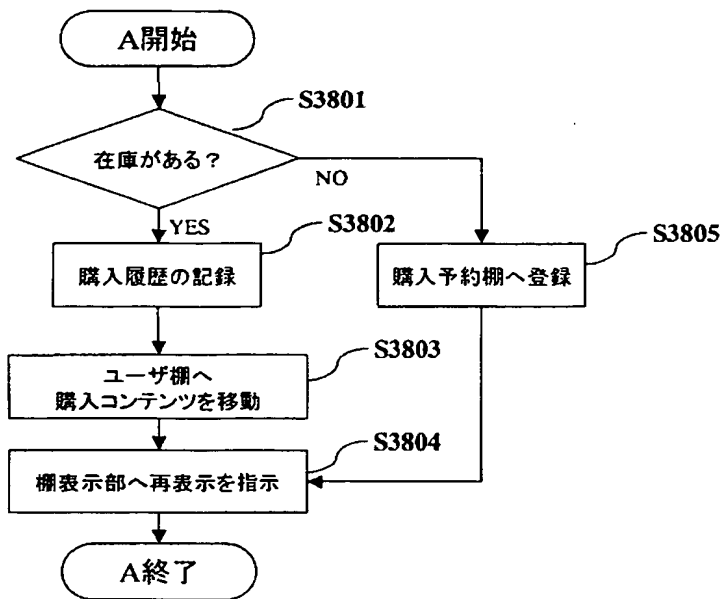 A開始
S3801
在庫がある？
NO
YES
S3802
購入履歴の記録
S3805
購入予約棚へ登録
S3803
ユーザ棚へ
購入コンテンツを移動
S3804
棚表示部へ再表示を指示
A終了